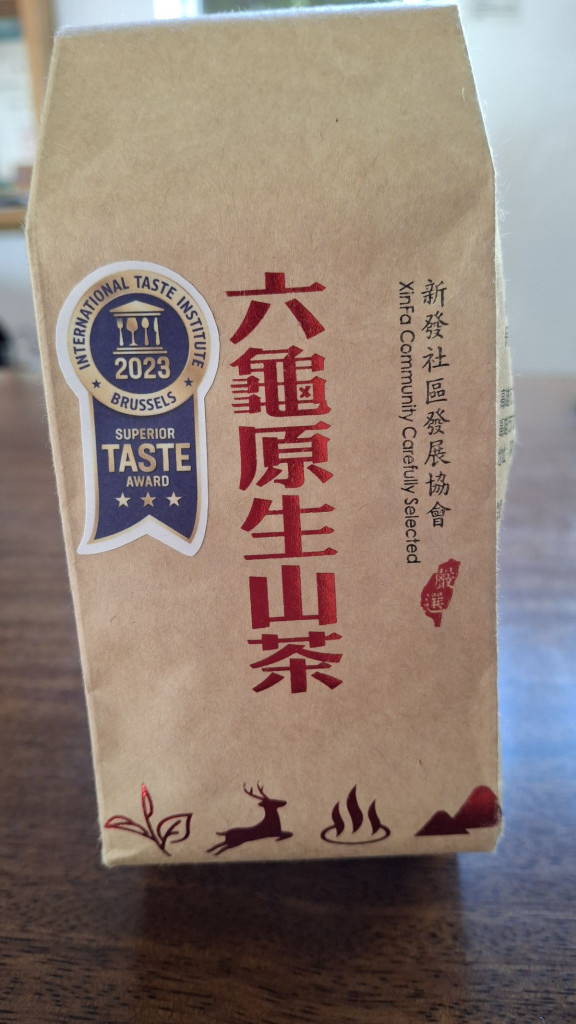 INTERNATIONAL TASTE INSTITUTE
2023
BRUSSELS
SUPERIOR
TASTE
AWARD
六龜原生山茶
新發社區發展協會
XinFa Community Carefully Selected
嚴選